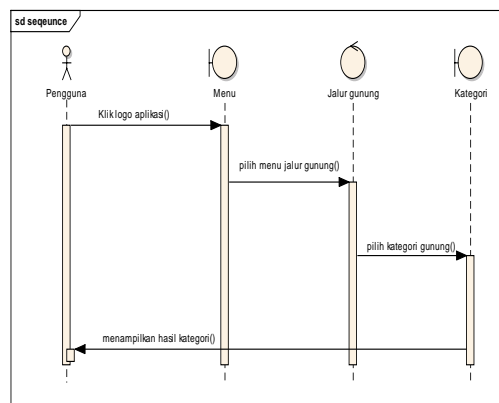 sd seqeunce
Pengguna
Menu
Jalur gunung
Kategori
Klik logo aplikasi()
pilih menu jalur gunung()
pilih kategori gunung()
menampilkan hasil kategori()